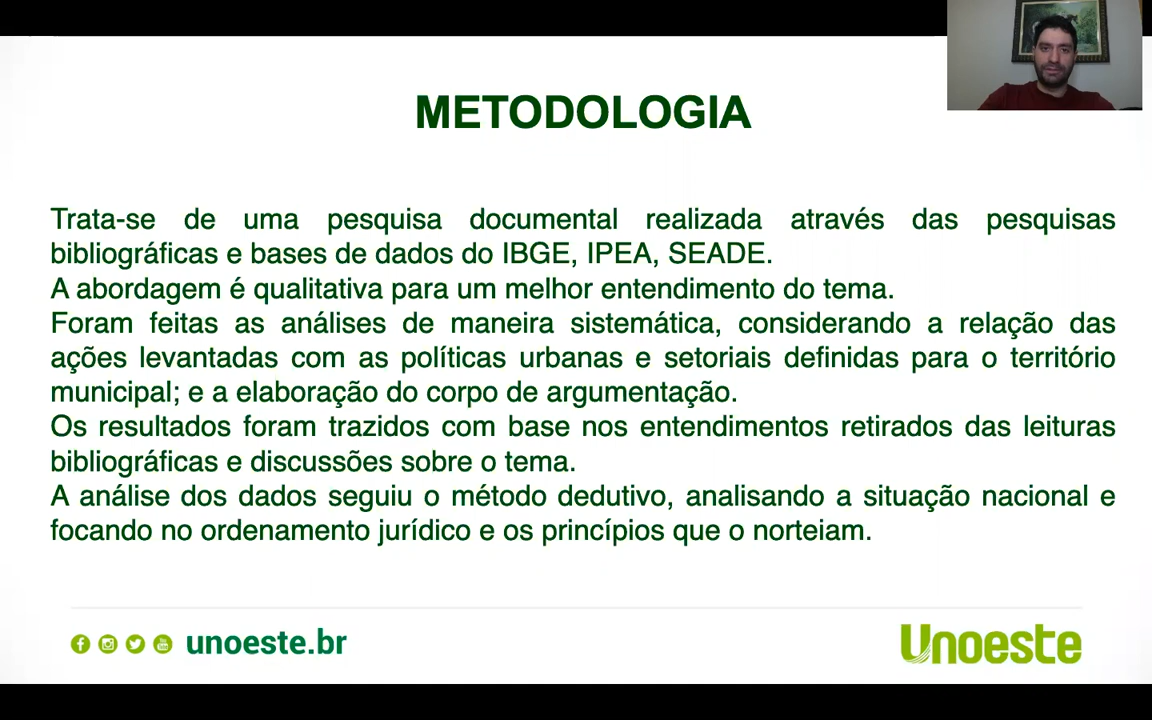 METODOLOGIA
Trata-se de uma pesquisa documental realizada através das pesquisas
bibliográficas e bases de dados do IBGE, IPEA, SEADE.
A abordagem é qualitativa para um melhor entendimento do tema.
Foram feitas as análises de maneira sistemática, considerando a relação das
ações levantadas com as políticas urbanas e setoriais definidas para o território
municipal; e a elaboração do corpo de argumentação.
Os resultados foram trazidos com base nos entendimentos retirados das leituras
bibliográficas e discussões sobre o tema.
A análise dos dados seguiu o método dedutivo, analisando a situação nacional e
focando no ordenamento jurídico e os princípios que o norteiam.
unoeste.br
Unoeste